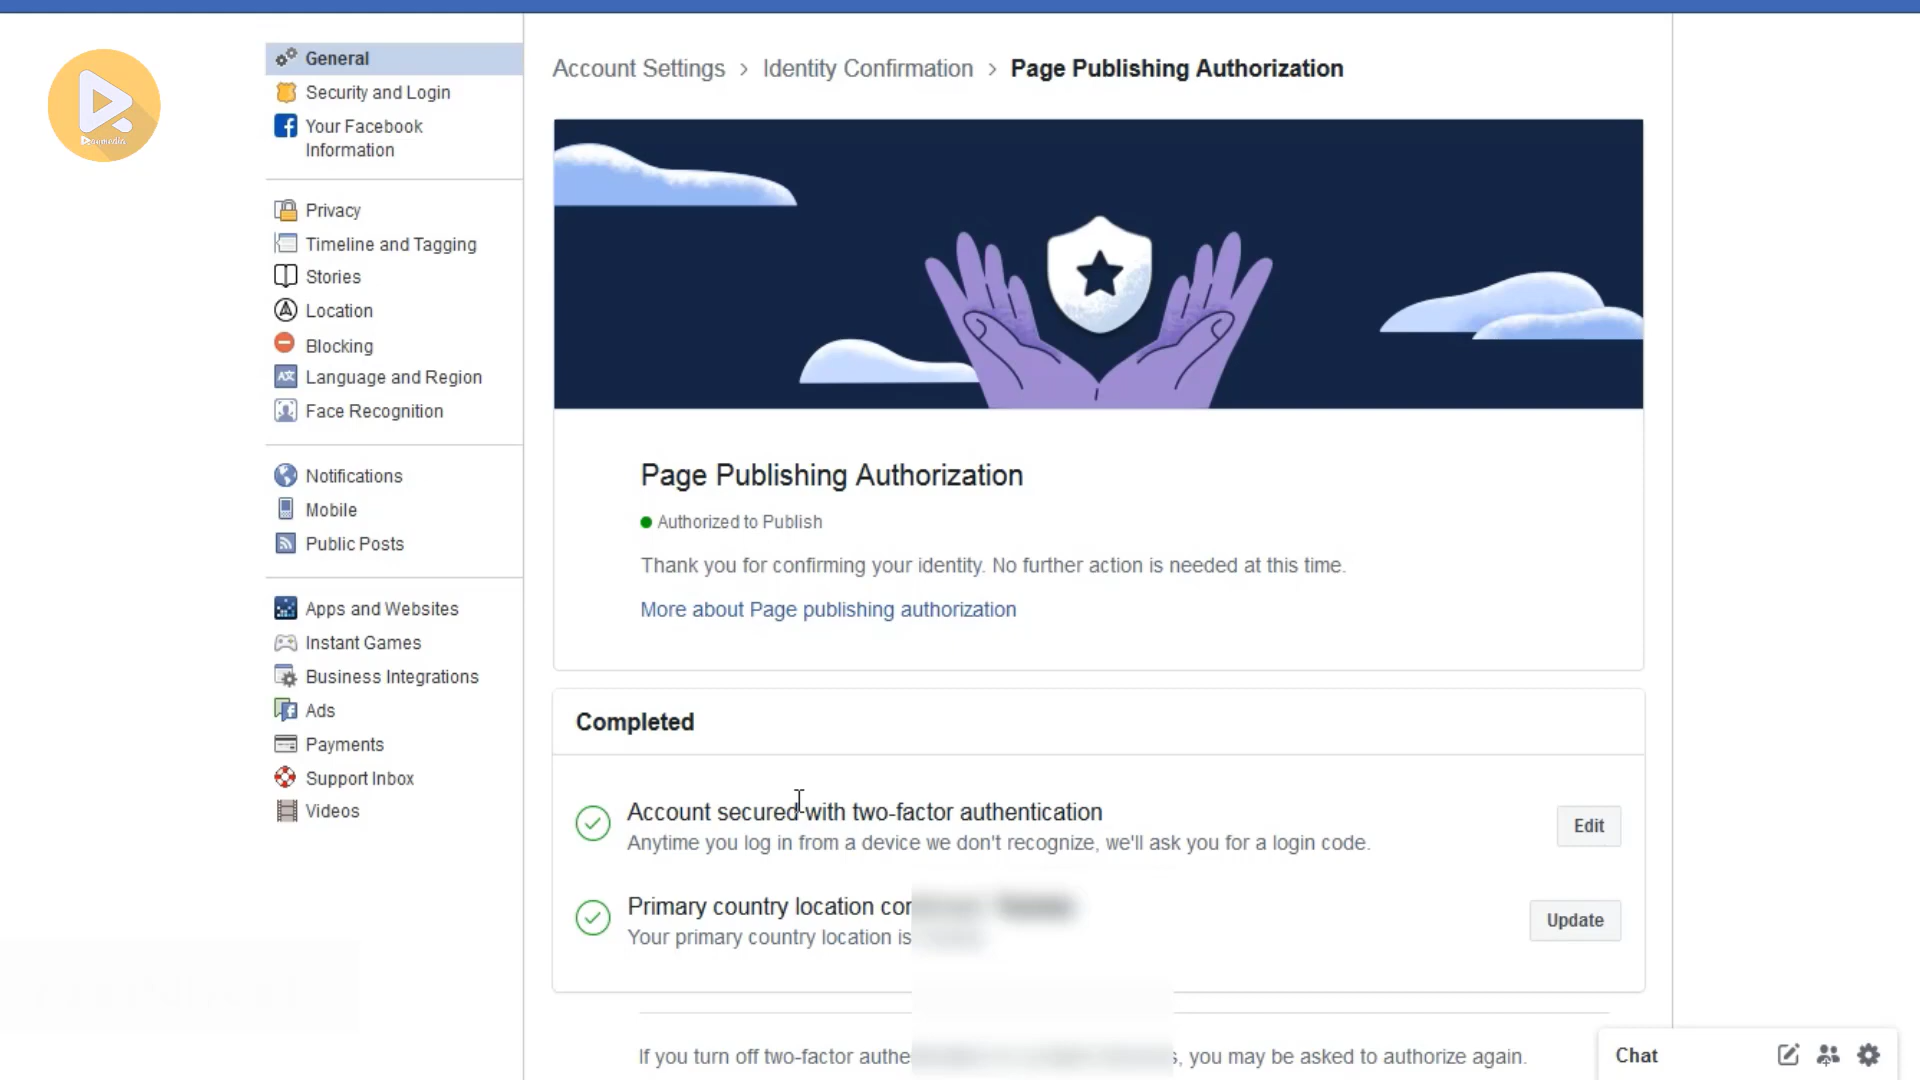 General
Security and Login
Your Facebook
Information
Privacy
Timeline and Tagging
Stories
Location
Blocking
Language and Region
Face Recognition
Notifications
Mobile
Public Posts
Apps and Websites
Instant Games
Business Integrations
Ads
Payments
Support Inbox
Videos
Account Settings > Identity Confirmation > Page Publishing Authorization
Page Publishing Authorization
Authorized to Publish
Thank you for confirming your identity. No further action is needed at this time.
More about Page publishing authorization
Completed
Account secured with two-factor authentication
Edit
Anytime you log in from a device we don't recognize, we'll ask you for a login code.
Primary country location
Update
Your primary country location is
If you turn off two-factor , you may be asked to authorize again.
Chat